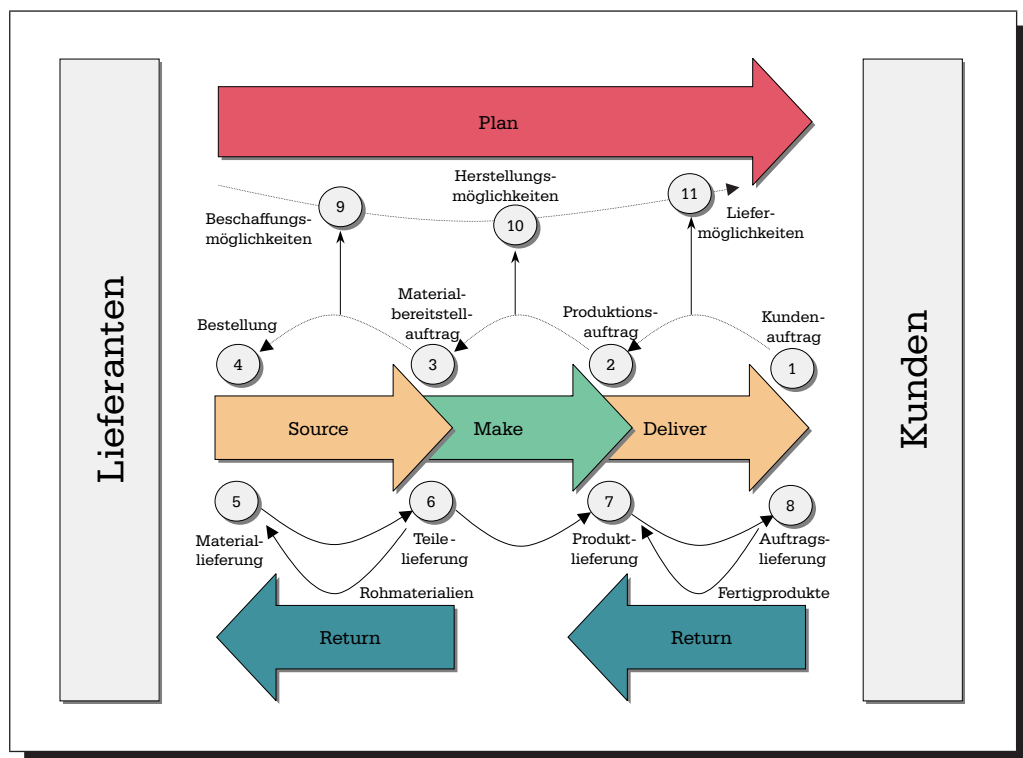 Lieferanten
Plan
9
Beschaffungs-
möglichkeiten
Herstellungs-
möglichkeiten
10
11
Liefer-
möglichkeiten
Bestellung
4
Material-
bereitstell-
auftrag
3
Produktions-
auftrag
2
Kunden-
auftrag
1
Source
Make
Deliver
5
Material-
lieferung
6
Teile-
lieferung
7
Produkt-
lieferung
8
Auftrags-
lieferung
Rohmaterialien
Fertigprodukte
Return
Return
Kunden